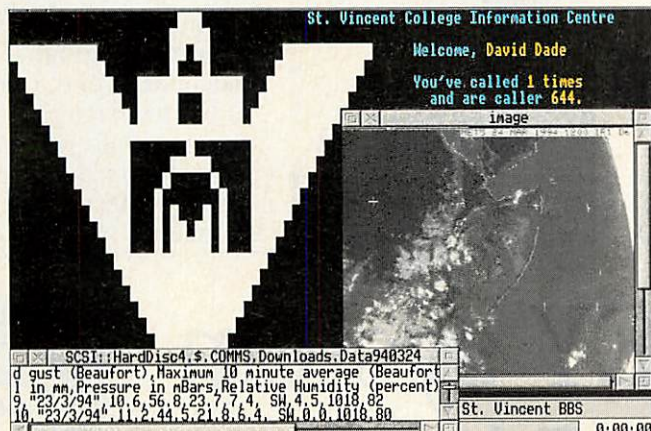 St. Vincent College Information Centre
Welcome, David Dade
You've called 1 times
and are caller 644.
image
24 MAR 1994 1200
SCSI::HardDisc4.$.COMMS.Downloads.Data940324
d gust (Beaufort),Maximum 10 minute average (Beaufort
l in mm,Pressure in mBars,Relative Humidity (percent)
9,"23/3/94",10.6,56.8,23.7,7.4, SW,4.5,1018,82
10,"23/3/94",11.2,44.5,21.8,6.4, SW,0.0,1018,80
St. Vincent BBS
0:00:00